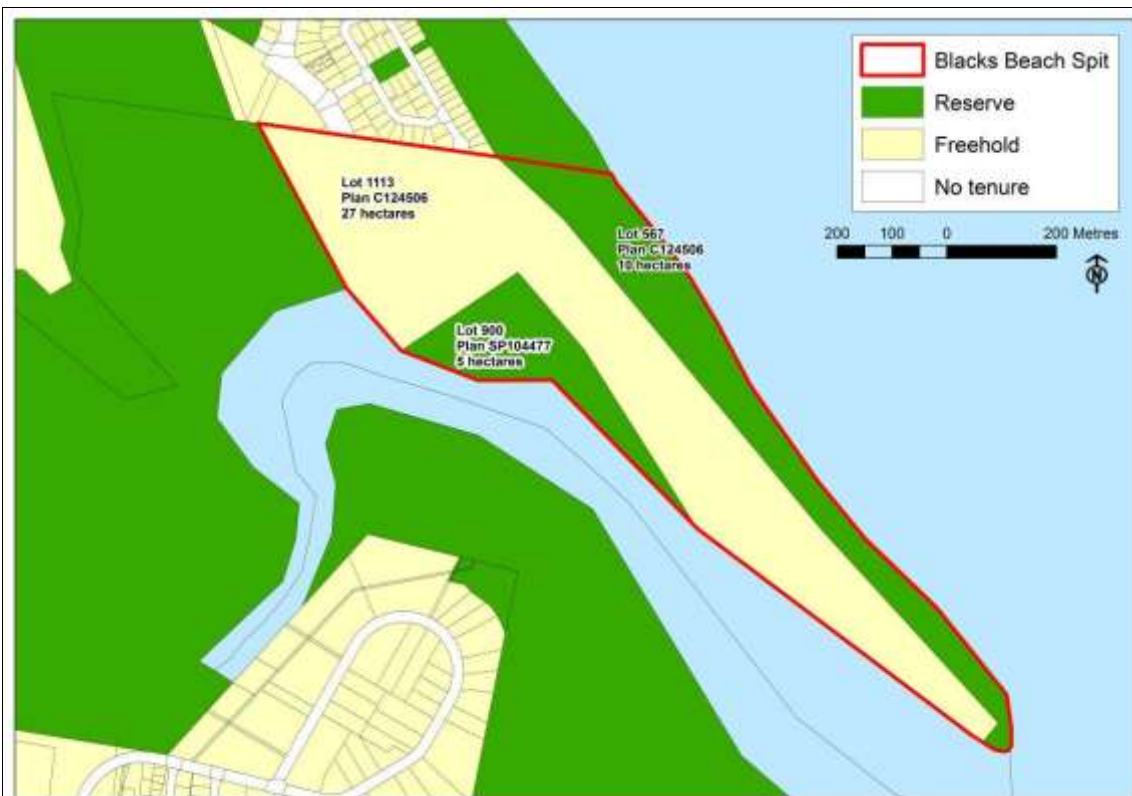 Blacks Beach Spit
Reserve
Freehold
No tenure
200 100 0 200 Metres
N
Lot 1113
Plan C124506
27 hectares
Lot 567
Plan C124506
10 hectares
Lot 900
Plan SP104477
5 hectares